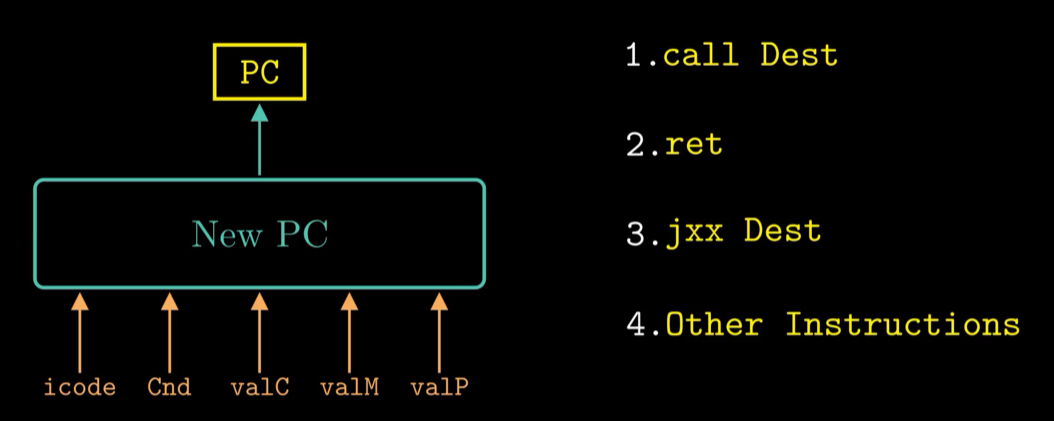 PC
New PC
icode Cnd valC valM valP
1.call Dest
2.ret
3.jxx Dest
4.Other Instructions